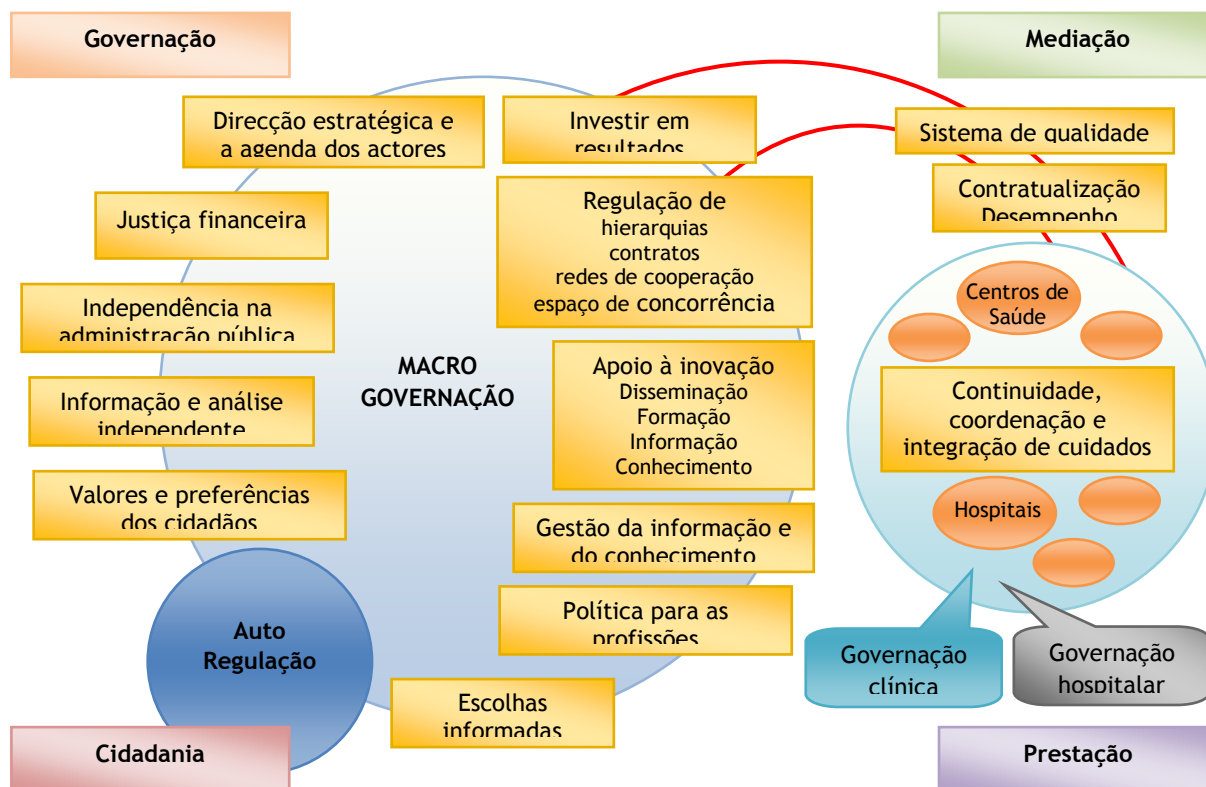 Governação
Mediação
Direcção estratégica e
a agenda dos actores
Investir em
resultados
Sistema de qualidade
Contratualização
Desempenho
Justiça financeira
Regulação de
hierarquias
contratos
redes de cooperação
espaço de concorrência
Independência na
administração pública
MACRO
GOVERNAÇÃO
Apoio à inovação
Disseminação
Formação
Informação
Conhecimento
Centros de
Saúde
Continuidade,
coordenação e
integração de cuidados
Hospitais
Informação e análise
independente
Valores e preferências
dos cidadãos
Gestão da informação e
do conhecimento
Política para as
profissões
Auto
Regulação
Escolhas
informadas
Governação
clínica
Governação
hospitalar
Cidadania
Prestação